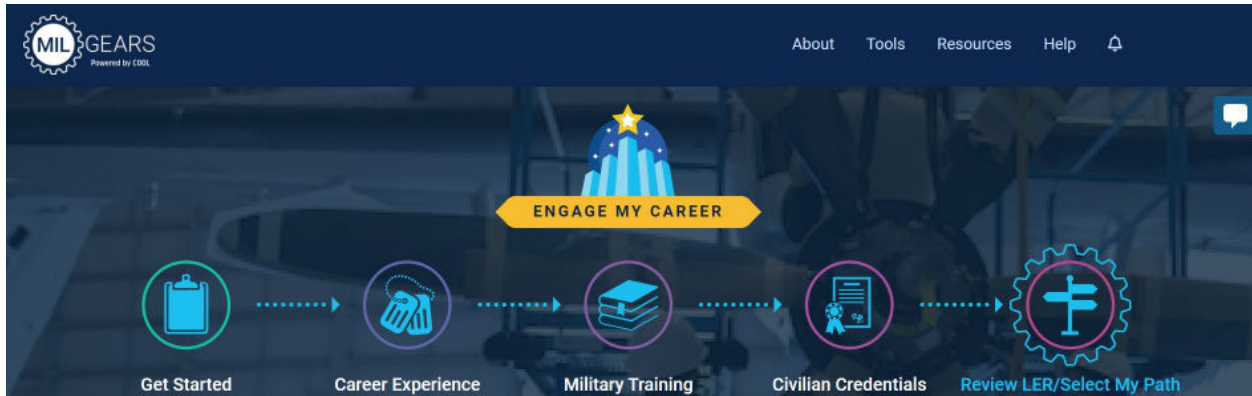 MIL GEARS
Powered by COOL
About Tools Resources Help
ENGAGE MY CAREER
Get Started Career Experience Military Training Civilian Credentials Review LER/Select My Path